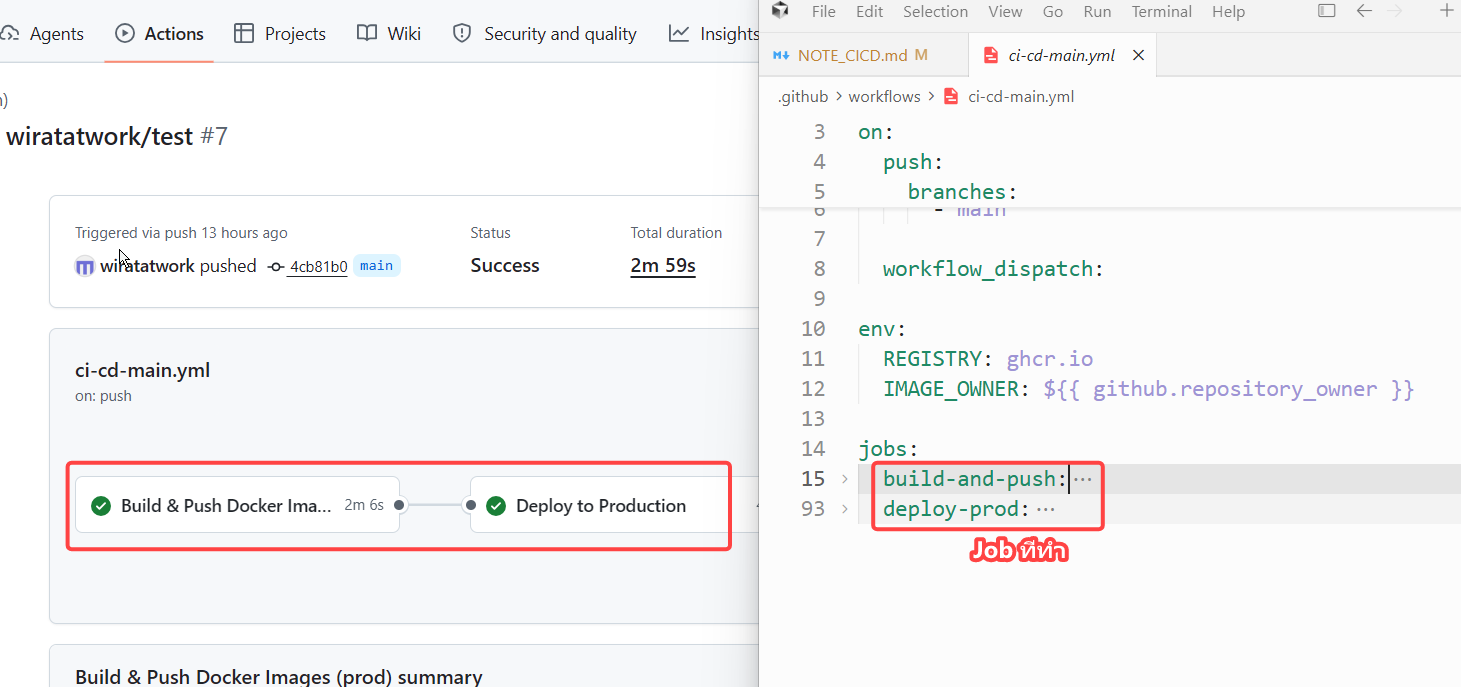 Agents Actions Projects Wiki Security and quality Insights
wiratatwork/test #7
Triggered via push 13 hours ago
wiratatwork pushed 4cb81b0 main
Status
Success
Total duration
2m 59s
ci-cd-main.yml
on: push
Build & Push Docker Ima... 2m 6s
Deploy to Production
Build & Push Docker Images (prod) summary
File Edit Selection View Go Run Terminal Help
NOTE_CICD.md M ci-cd-main.yml
.github > workflows > ci-cd-main.yml
3 on:
4 push:
5 branches:
6 - main
7
8 workflow_dispatch:
9
10 env:
11 REGISTRY: ghcr.io
12 IMAGE_OWNER: ${{ github.repository_owner }}
13
14 jobs:
15 build-and-push: ...
93 deploy-prod: ...
Job ที่ทำ